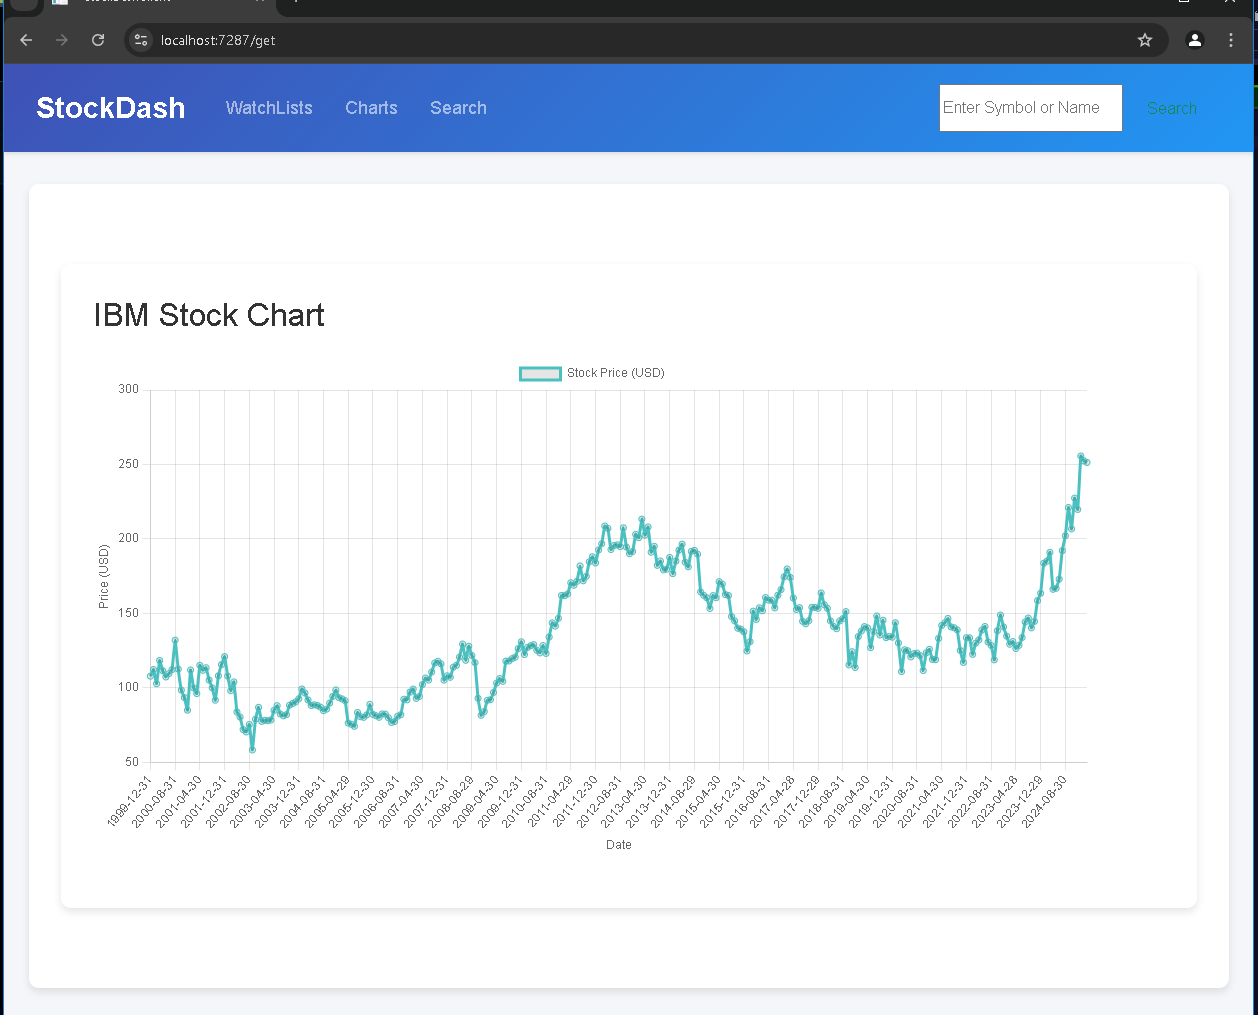 localhost:7287/get
StockDash WatchLists Charts Search Enter Symbol or Name Search
IBM Stock Chart
Stock Price (USD)
300
250
200
150
100
50
Price (USD)
1999-12-31 2000-08-31 2001-04-30 2001-12-31 2002-08-30 2003-04-30 2003-12-31 2004-08-31 2005-04-29 2005-12-30 2006-08-31 2007-04-30 2007-12-31 2008-08-29 2009-04-30 2009-12-31 2010-08-31 2011-04-29 2011-12-30 2012-08-31 2013-04-30 2013-12-31 2014-08-29 2015-04-30 2015-12-31 2016-08-31 2017-04-28 2017-12-29 2018-08-31 2019-04-30 2019-12-31 2020-08-31 2021-04-30 2021-12-31 2022-08-31 2023-04-28 2023-12-29 2024-08-30
Date